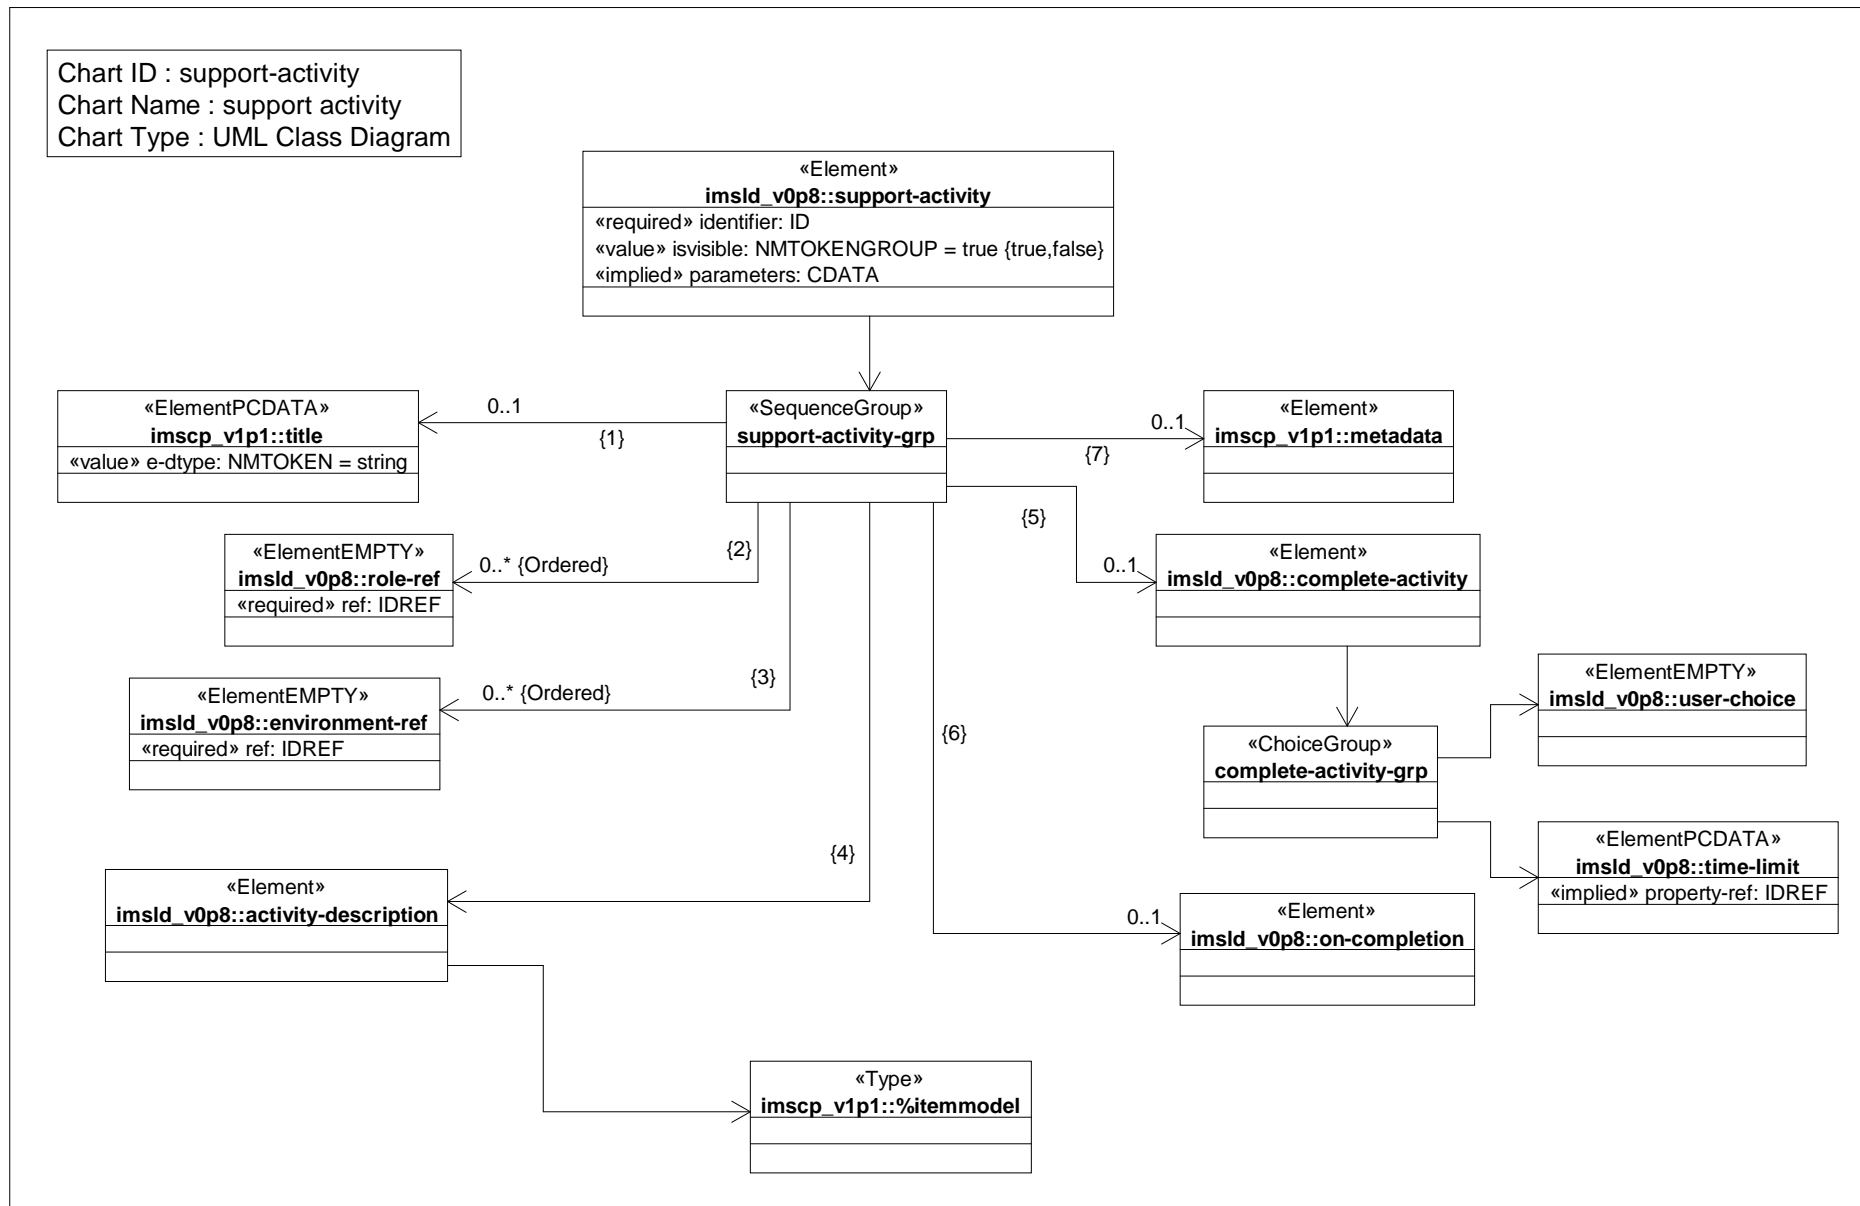 Chart ID : support-activity
Chart Name : support activity
Chart Type : UML Class Diagram
«Element»
imsld_v0p8::support-activity
«required» identifier: ID
«value» isvisible: NMTOKENGROUP = true {true,false}
«implied» parameters: CDATA
«ElementPCDATA»
imscp_v1p1::title
«value» e-dtype: NMTOKEN = string
0..1
{1}
«SequenceGroup»
support-activity-grp
0..1
{7}
«Element»
imscp_v1p1::metadata
«ElementEMPTY»
imsld_v0p8::role-ref
«required» ref: IDREF
0..* {Ordered}
{2}
{5}
0..1
«Element»
imsld_v0p8::complete-activity
«ElementEMPTY»
imsld_v0p8::environment-ref
«required» ref: IDREF
0..* {Ordered}
{3}
{6}
«ChoiceGroup»
complete-activity-grp
«ElementEMPTY»
imsld_v0p8::user-choice
«ElementPCDATA»
imsld_v0p8::time-limit
«implied» property-ref: IDREF
{4}
«Element»
imsld_v0p8::activity-description
0..1
«Element»
imsld_v0p8::on-completion
«Type»
imscp_v1p1::%itemmodel